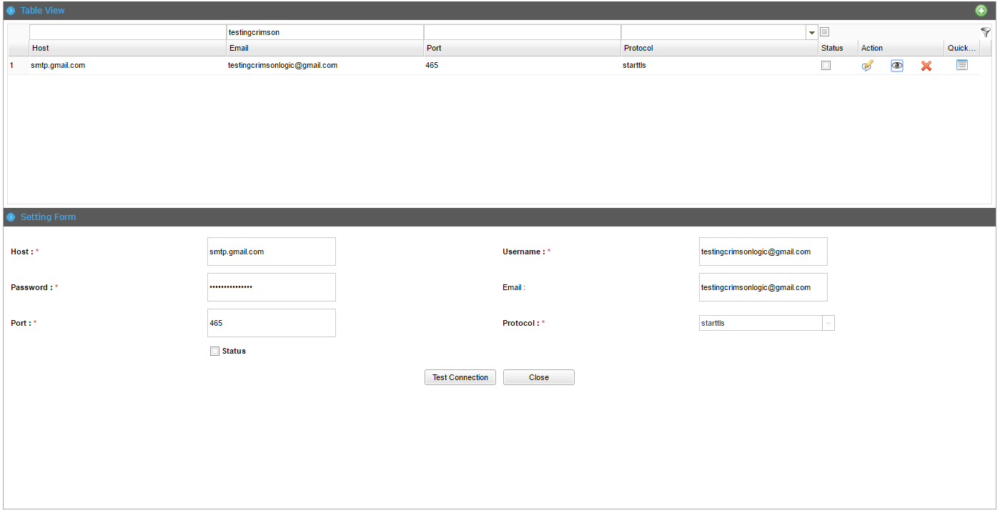 Table View
testingcrimson
Host Email Port Protocol Status Action Quick...
1 smtp.gmail.com testingcrimsonlogic@gmail.com 465 starttls
Setting Form
Host : * smtp.gmail.com Username : * testingcrimsonlogic@gmail.com
Password : * ••••••••••••••• Email : testingcrimsonlogic@gmail.com
Port : * 465 Protocol : * starttls
Status
Test Connection Close